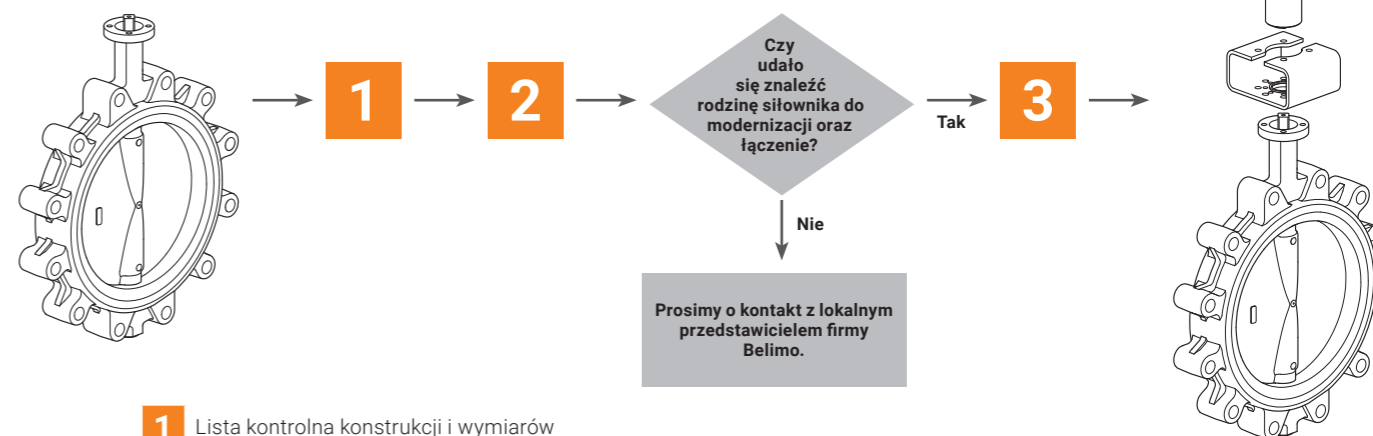 1
2
Czy
udało
się znaleźć
rodzinę siłownika do
modernizacji oraz
łączenie?
Tak
3
Nie
Prosimy o kontakt z lokalnym
przedstawicielem firmy
Belimo.
1 Lista kontrolna konstrukcji i wymiarów